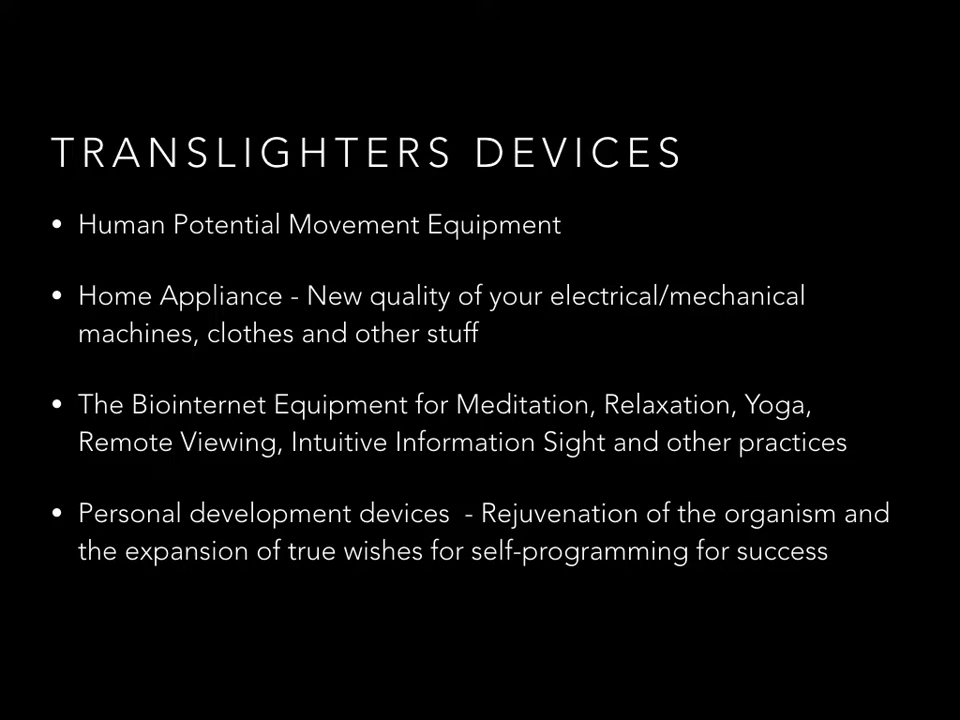 TRANSLIGHTERS DEVICES
• Human Potential Movement Equipment
• Home Appliance - New quality of your electrical/mechanical
machines, clothes and other stuff
• The Biointernet Equipment for Meditation, Relaxation, Yoga,
Remote Viewing, Intuitive Information Sight and other practices
• Personal development devices  - Rejuvenation of the organism and
the expansion of true wishes for self-programming for success